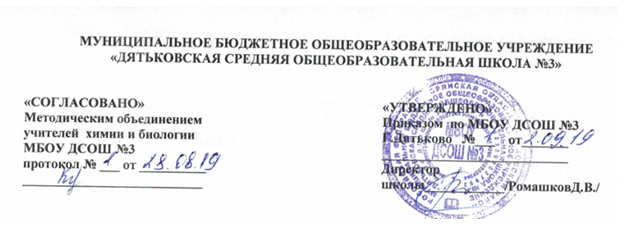 МУНИЦИПАЛЬНОЕ БЮДЖЕТНОЕ ОБЩЕОБРАЗОВАТЕЛЬНОЕ УЧРЕЖДЕНИЕ
«ДЯТЬКОВСКАЯ СРЕДНЯЯ ОБЩЕОБРАЗОВАТЕЛЬНАЯ ШКОЛА №3»
«СОГЛАСОВАНО»
Методическим объединением
учителей химии и биологии
МБОУ ДСОШ №3
протокол № 1 от 28.08.19
«УТВЕРЖДЕНО»
Приказом по МБОУ ДСОШ №3
Г.Дятьково № от 2.09.19
Директор
школы /РомашковД.В./
ДСОШ №3